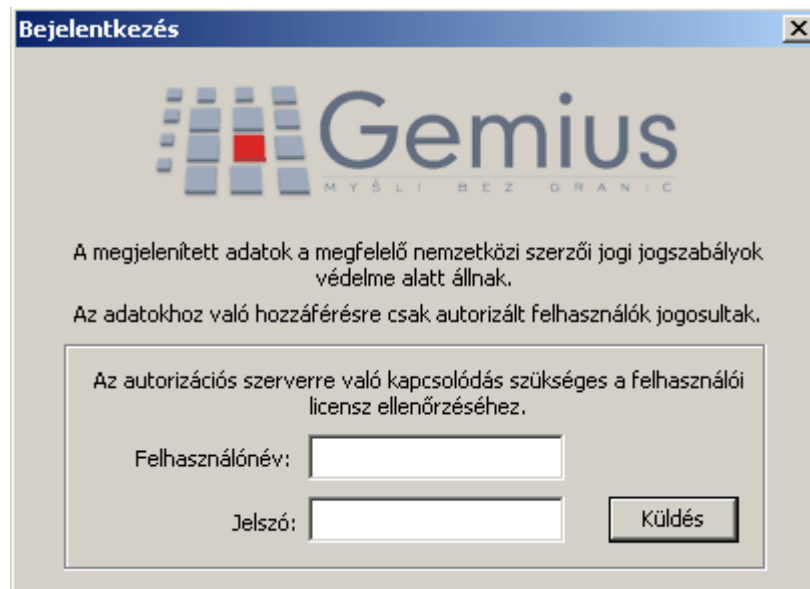 Bejelentkezés
Gemius
MYŚLI BEZ GRANIC
A megjelenített adatok a megfelelő nemzetközi szerzői jogi jogszabályok
védelme alatt állnak.
Az adatokhoz való hozzáférésre csak autorizált felhasználók jogosultak.
Az autorizációs szerverre való kapcsolódás szükséges a felhasználói
licensz ellenőrzéséhez.
Felhasználónév:
Jelszó:
Küldés